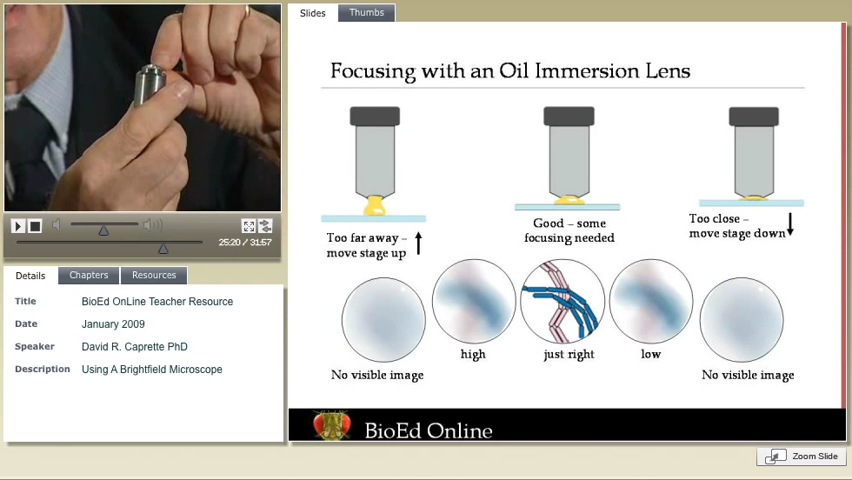 Slides
Thumbs
Focusing with an Oil Immersion Lens
Too far away –
move stage up
Good – some
focusing needed
Too close –
move stage down
No visible image
high
just right
low
No visible image
BioEd Online
25:20 / 31:57
Details
Chapters
Resources
Title BioEd OnLine Teacher Resource
Date January 2009
Speaker David R. Caprette PhD
Description Using A Brightfield Microscope
Zoom Slide